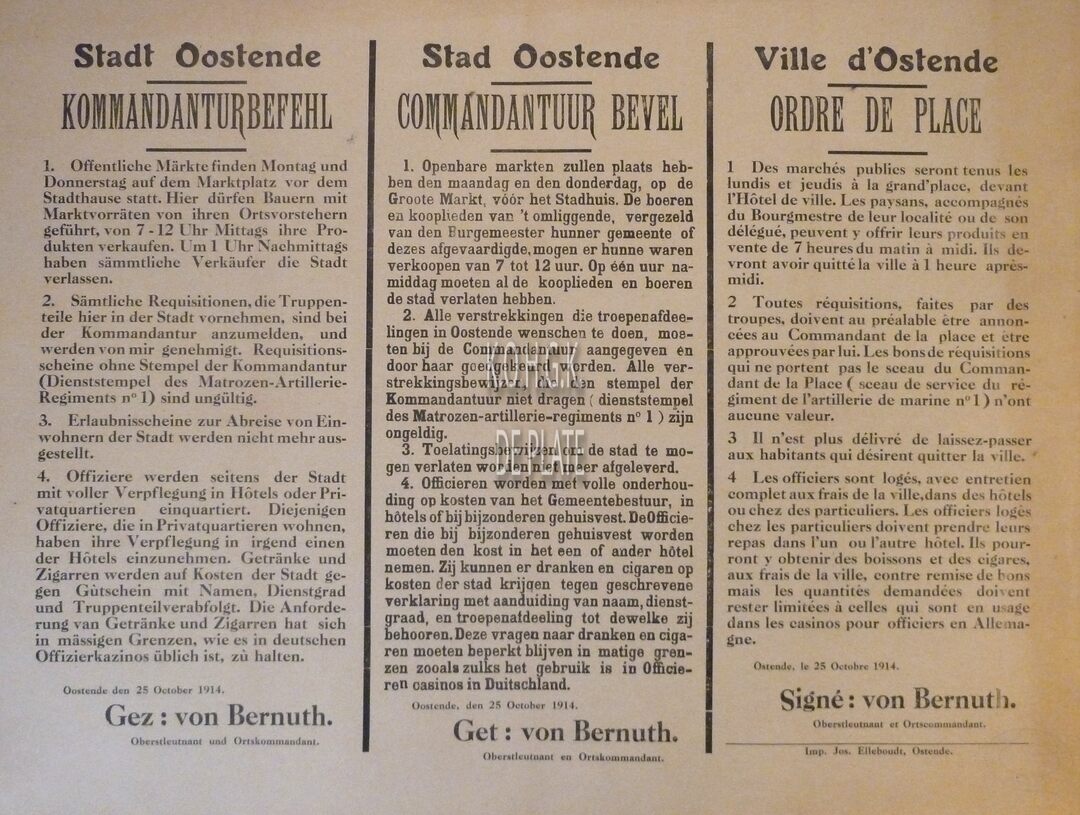 Stadt Oostende
KOMMANDANTURBEFEHL
1. Offentliche Märkte finden Montag und
Donnerstag auf dem Marktplatz vor dem
Stadthause statt. Hier dürfen Bauern mit
Marktvorräten von ihren Ortsvorstehern
geführt, von 7-12 Uhr Mittags ihre Pro-
dukten verkaufen. Um 1 Uhr Nachmittags
haben sämmtliche Verkäufer die Stadt
verlassen.
2. Sämtliche Requisitionen, die Truppen-
teile hier in der Stadt vornehmen, sind bei
der Kommandantur anzumelden, und
werden von mir genehmigt. Requisitions-
scheine ohne Stempel der Kommandantur
(Dienststempel des Matrozen-Artillerie-
Regiments nº 1) sind ungültig.
3. Erlaubnisscheine zur Abreise von Ein-
wohnern der Stadt werden nicht mehr aus-
gestellt.
4. Offiziere werden seitens der Stadt
mit voller Verpflegung in Hôtels oder Pri-
vatquartieren einquartiert. Diejenigen
Offiziere, die in Privatquartieren wohnen,
haben ihre Verpflegung in irgend einen
der Hôtels einzunehmen. Getränke und
Zigarren werden auf Kosten der Stadt ge-
gen Gùtschein mit Namen, Dienstgrad
und Truppenteil verabfolgt. Die Anforde-
rung van Getränke und Zigarren hat sich
in mässigen Grenzen, wie es in deutschen
Offizierkazinos üblich ist, zù halten.
Oostende den 25 October 1914.
Gez : von Bernuth.
Oberstleutnant und Ortskommandant.
Stad Oostende
COMMANDANTUUR BEVEL
1. Openbare markten zullen plaats heb-
ben den maandag en den donderdag, op de
Groote Markt, vóór het Stadhuis. De boeren
en kooplieden van 't omliggende, vergezeld
van den Burgemeester hunner gemeente of
dezes afgevaardigde, mogen er hunne waren
verkoopen van 7 tot 12 uur. Op één uur na-
middag moeten al de kooplieden en boeren
de stad verlaten hebben.
2. Alle verstrekkingen die troepenafdee-
lingen in Oostende wenschen te doen, moe-
ten bij de Commandantuur aangegeven en
door haar goedgekeurd worden. Alle ver-
strekkingsbewijzen, die den stempel der
Kommandantuur niet dragen ( dienststempel
des Matrozen-artillerie-regiments nº 1 ) zijn
ongeldig.
3. Toelatingsbewijzen om de stad te mo-
gen verlaten worden niet meer afgeleverd.
4. Officieren worden met volle onderhou-
ding op kosten van het Gemeentebestuur, in
hôtels of bij bijzonderen gehuisvest. De Officie-
ren die bij bijzonderen gehuisvest worden
moeten den kost in het een of ander hôtel
nemen. Zij kunnen er dranken en cigaren op
kosten der stad krijgen tegen geschrevene
verklaring met aanduiding van naam, dienst-
graad, en troepenafdeeling tot dewelke zij
behooren. Deze vragen naar dranken en ciga-
ren moeten beperkt blijven in matige gren-
zen zooals zulks het gebruik is in Officie-
ren casinos in Duitschland.
Oostende, den 25 October 1914.
Get : von Bernuth.
Oberstleutnant en Ortskommandant.
KO.H.GK
DE PLATE
Ville d'Ostende
ORDRE DE PLACE
1 Des marchés publics seront tenus les
lundis et jeudis à la grand'place, devant
l'Hôtel de ville. Les paysans, accompagnés
du Bourgmestre de leur localité ou de son
délégué, peuvent y offrir leurs produits en
vente de 7 heures du matin à midi. Ils de-
vront avoir quitté la ville à 1 heure après-
midi.
2 Toutes réquisitions, faites par des
troupes, doivent au préalable être annon-
cées au Commandant de la place et être
approuvées par lui. Les bons de réquisitions
qui ne portent pas le sceau du Comman-
dant de la Place ( sceau de service du ré-
giment de l'artillerie de marine nº 1 ) n'ont
aucune valeur.
3 Il n'est plus délivré de laissez-passer
aux habitants qui désirent quitter la ville.
4 Les officiers sont logés, avec entretien
complet aux frais de la ville, dans des hôtels
ou chez des particuliers. Les officiers logés
chez les particuliers doivent prendre leurs
repas dans l'un ou l'autre hôtel. Ils pour-
ront y obtenir des boissons et des cigares,
aux frais de la ville, contre remise de bons
mais les quantités demandées doivent
rester limitées à celles qui sont en usage
dans les casinos pour officiers en Allema-
gne.
Ostende, le 25 Octobre 1914.
Signé : von Bernuth.
Oberstleutnant et Ortscommandant.
Imp. Jos. Elleboudt, Ostende.